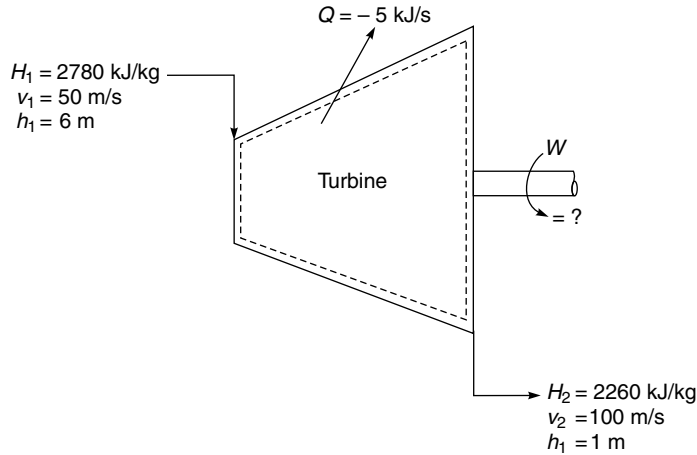 Q = – 5 kJ/s
H₁ = 2780 kJ/kg
v₁ = 50 m/s
h₁ = 6 m
Turbine
W
= ?
H₂ = 2260 kJ/kg
v₂ =100 m/s
h₁ = 1 m